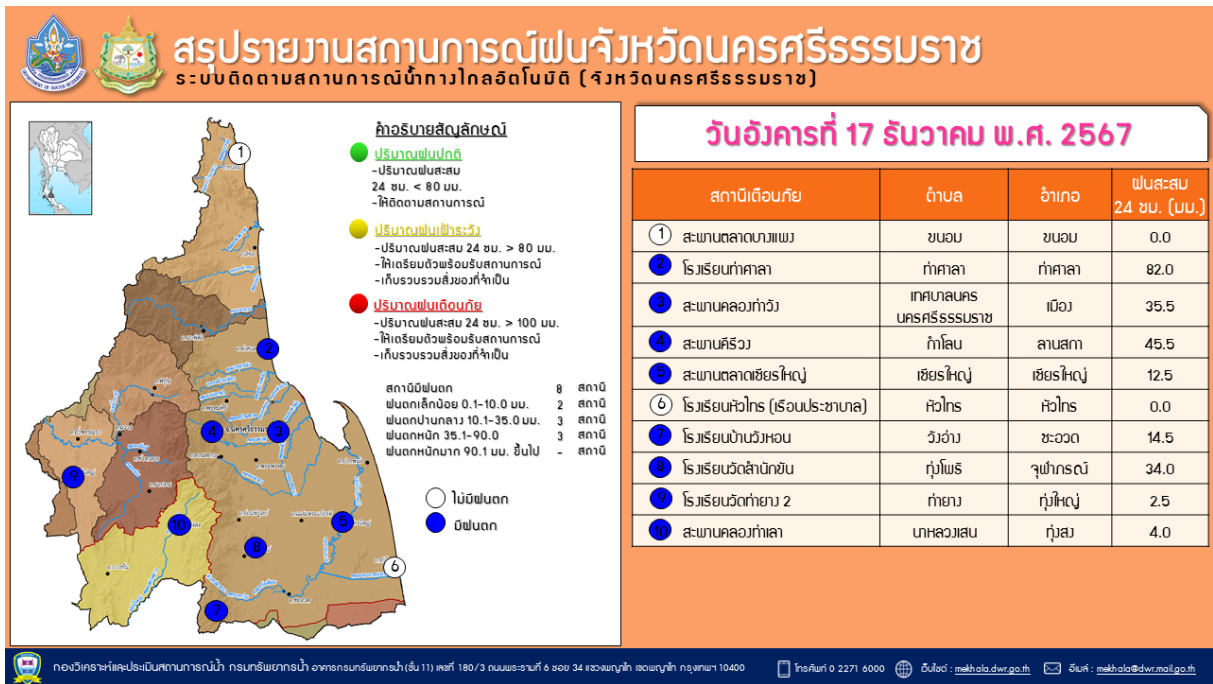 สรุปรายงานสถานการณ์ฝนจังหวัดนครศรีธรรมราช
ระบบติดตามสถานการณ์น้ำทางไกลอัตโนมัติ (จังหวัดนครศรีธรรมราช)
คำอธิบายสัญลักษณ์
ปริมาณฝนปกติ
-ปริมาณฝนสะสม
24 ชม. < 80 มม.
-ให้ติดตามสถานการณ์
ปริมาณฝนเฝ้าระวัง
-ปริมาณฝนสะสม 24 ชม. > 80 มม.
-ให้เตรียมตัวพร้อมรับสถานการณ์
-เก็บรวบรวมสิ่งของที่จำเป็น
ปริมาณฝนเตือนภัย
-ปริมาณฝนสะสม 24 ชม. > 100 มม.
-ให้เตรียมตัวพร้อมรับสถานการณ์
-เก็บรวบรวมสิ่งของที่จำเป็น
สถานีมีฝนตก 8 สถานี
ฝนตกเล็กน้อย 0.1-10.0 มม. 2 สถานี
ฝนตกปานกลาง 10.1-35.0 มม. 3 สถานี
ฝนตกหนัก 35.1-90.0 3 สถานี
ฝนตกหนักมาก 90.1 มม. ขึ้นไป - สถานี
ไม่มีฝนตก
มีฝนตก
1
2
4
3
9
10
5
8
6
7
วันอังคารที่ 17 ธันวาคม พ.ศ. 2567
สถานีเตือนภัย ตำบล อำเภอ ฝนสะสม 24 ชม. (มม.)
1 สะพานตลาดบางแพง ขนอม ขนอม 0.0
2 โรงเรียนท่าศาลา ท่าศาลา ท่าศาลา 82.0
3 สะพานคลองท่าวัง เทศบาลนคร นครศรีธรรมราช เมือง 35.5
4 สะพานคีรีวง กำโลน ลานสกา 45.5
5 สะพานตลาดเชียรใหญ่ เชียรใหญ่ เชียรใหญ่ 12.5
6 โรงเรียนหัวไทร (เรือนประชาบาล) หัวไทร หัวไทร 0.0
7 โรงเรียนบ้านวังหอน วังอ่าง ชะอวด 14.5
8 โรงเรียนวัดสำนักขัน ทุ่งโพธิ จุฬาภรณ์ 34.0
9 โรงเรียนวัดท่ายาง 2 ท่ายาง ทุ่งใหญ่ 2.5
10 สะพานคลองท่าเลา นาหลวงเสน ทุ่งสง 4.0
กองวิเคราะห์และประเมินสถานการณ์น้ำ กรมทรัพยากรน้ำ อาคารกรมทรัพยากรน้ำ (ชั้น 11) เลขที่ 180/3 ถนนพระรามที่ 6 ซอย 34 แขวงพญาไท เขตพญาไท กรุงเทพฯ 10400 โทรศัพท์ 0 2271 6000 เว็บไซต์ : mekhala.dwr.go.th อีเมล์ : mekhala@dwr.mail.go.th